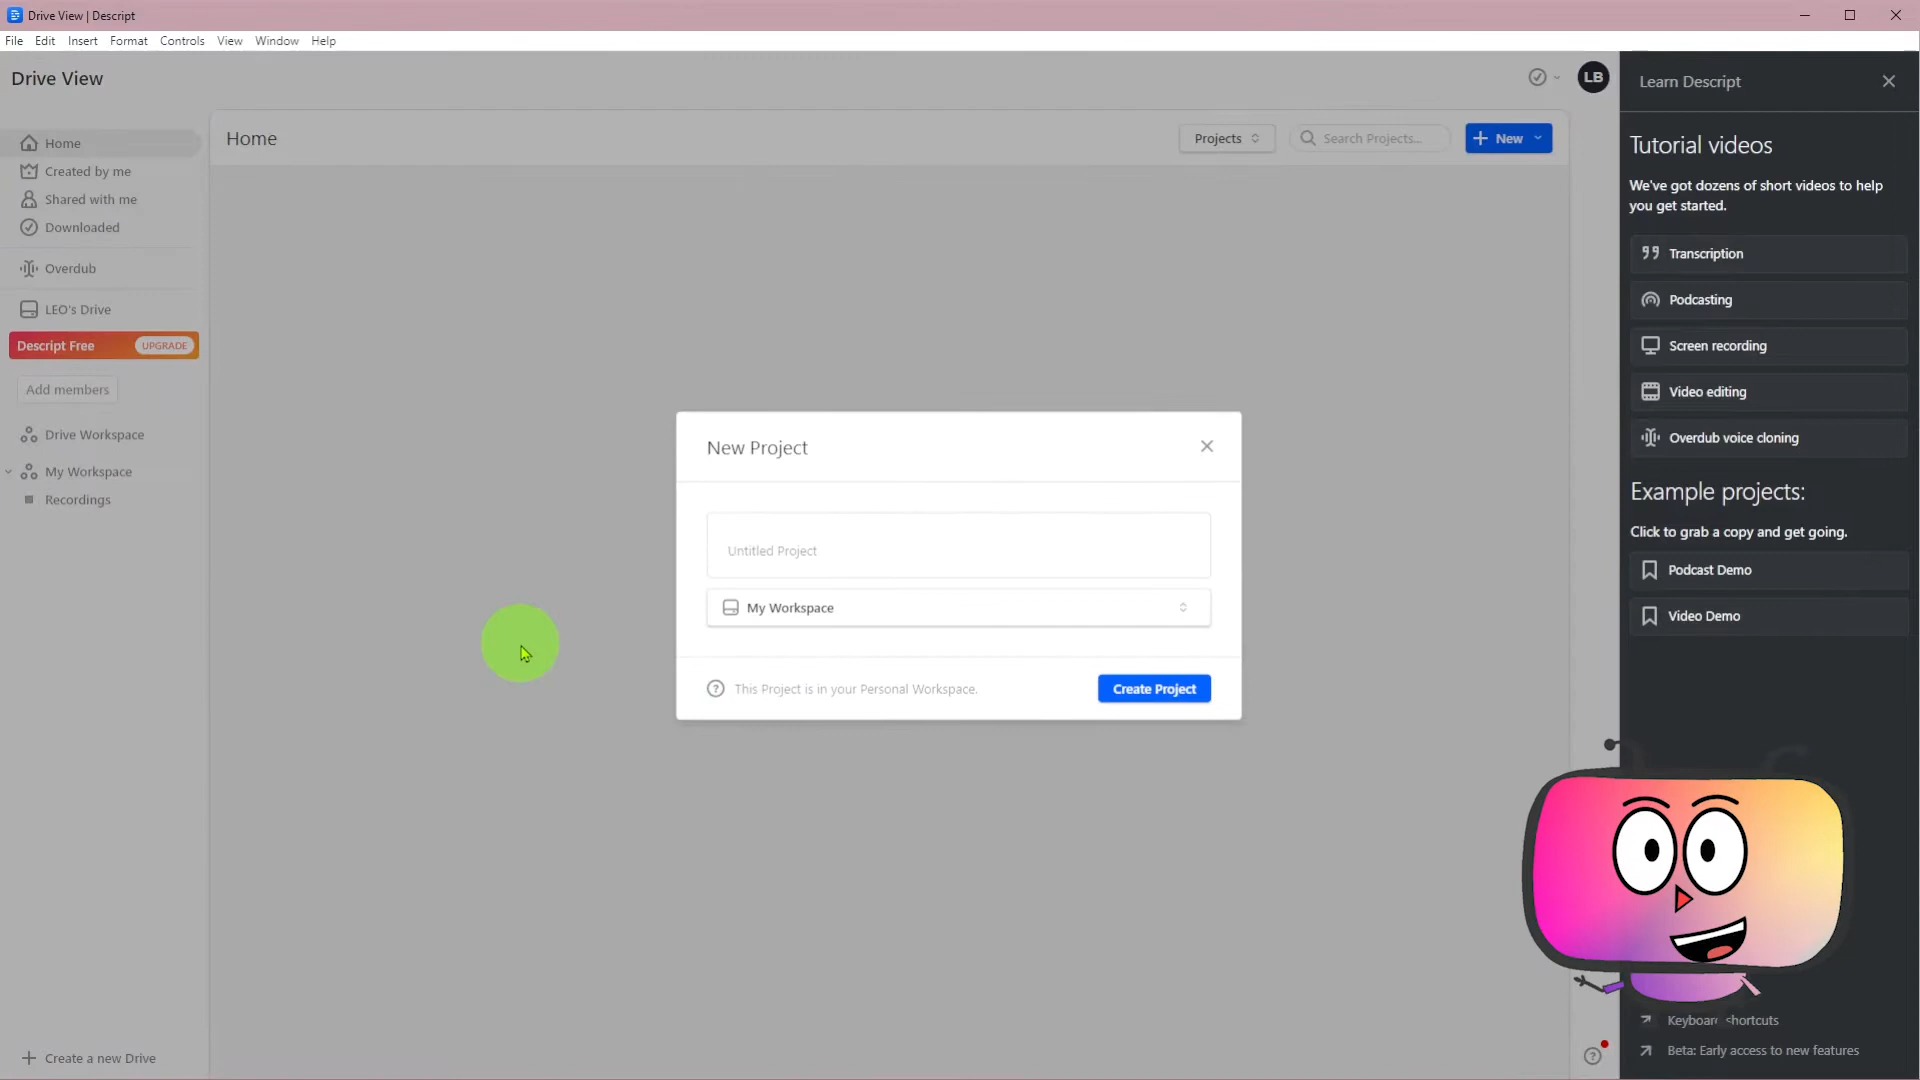 Drive View | Descript
File Edit Insert Format Controls View Window Help
Drive View
LB
Home
Created by me
Shared with me
Downloaded
Overdub
LEO's Drive
Descript Free UPGRADE
Add members
Drive Workspace
My Workspace
Recordings
Create a new Drive
Home
Projects
Search Projects...
New
New Project
Untitled Project
My Workspace
? This Project is in your Personal Workspace.
Create Project
Learn Descript
Tutorial videos
We've got dozens of short videos to help
you get started.
Transcription
Podcasting
Screen recording
Video editing
Overdub voice cloning
Example projects:
Click to grab a copy and get going.
Podcast Demo
Video Demo
Keyboard shortcuts
? Beta: Early access to new features